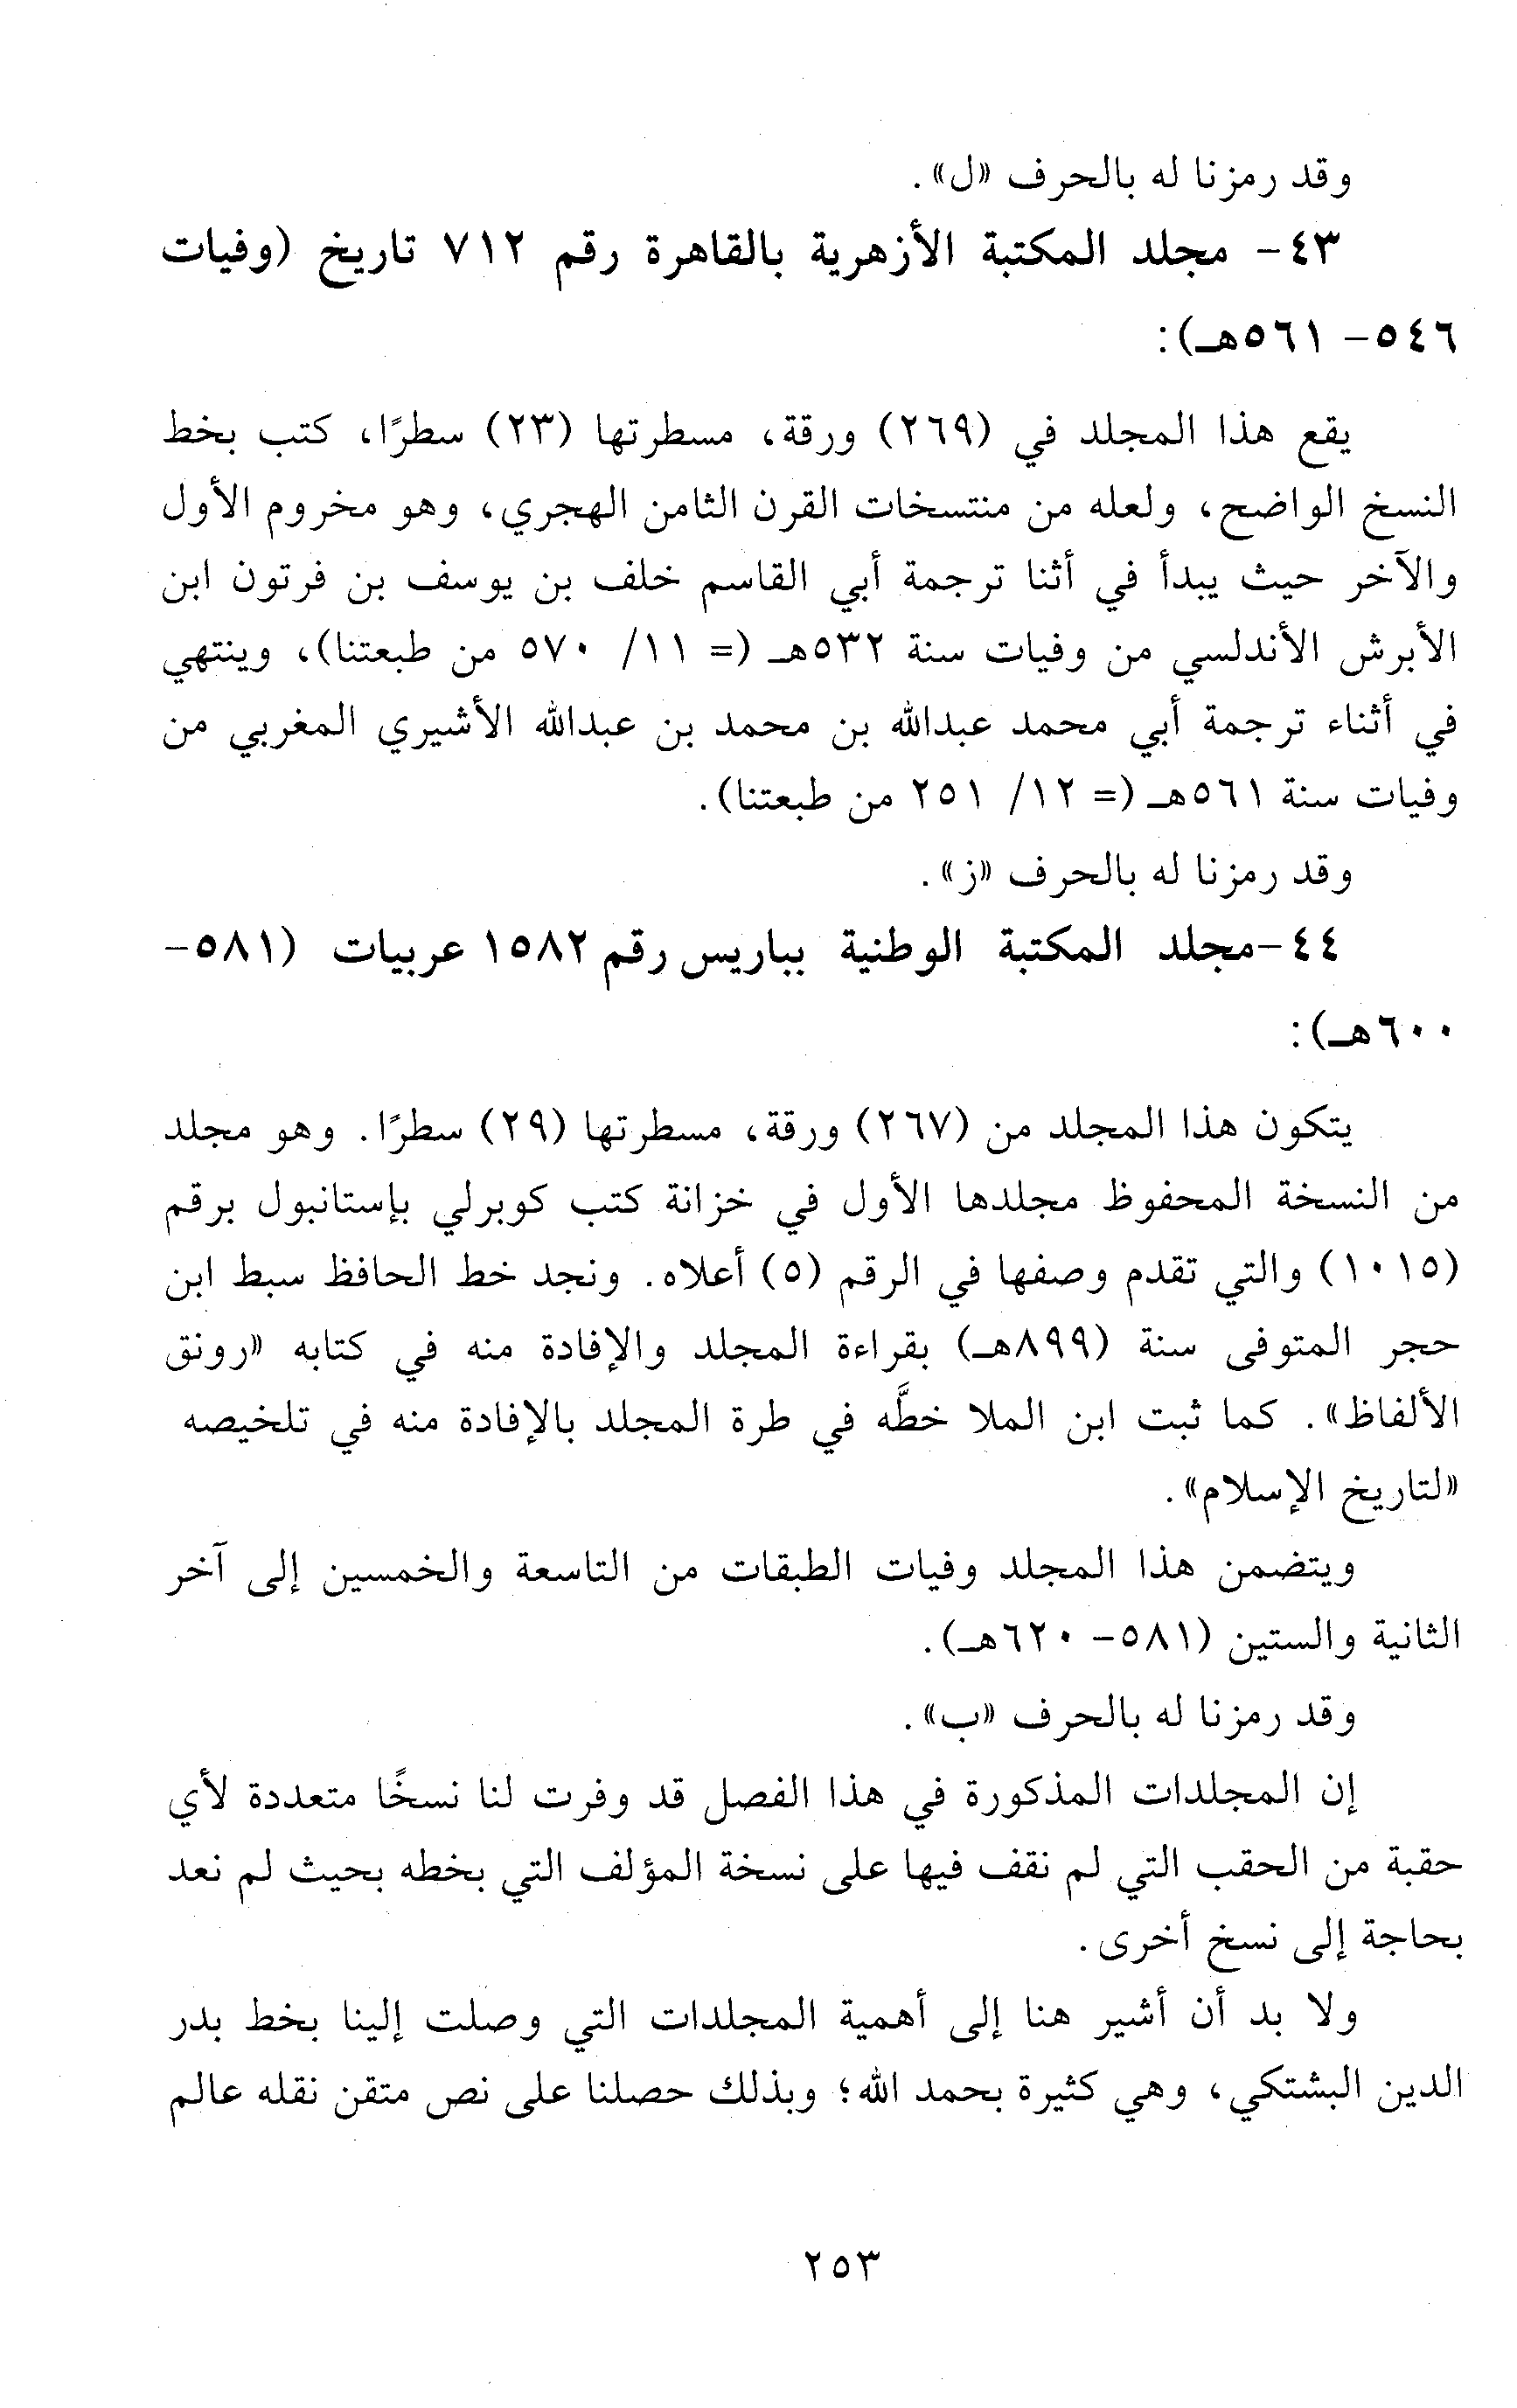 وقد رمزنا له بالحرف «ل».
٤٣- مجلد المكتبة الأزهرية بالقاهرة رقم ٧١٢ تاريخ (وفيات
٥٤٦- ٥٦١هـ):
يقع هذا المجلد في (٢٦٩) ورقة، مسطرتها (٢٣) سطرًا، كتب بخط
النسخ الواضح، ولعله من منتسخات القرن الثامن الهجري، وهو مخروم الأول
والآخر حيث يبدأ في أثنا ترجمة أبي القاسم خلف بن يوسف بن فرتون ابن
الأبرش الأندلسي من وفيات سنة ٥٣٢هـ (= ١١/ ٥٧٠ من طبعتنا)، وينتهي
في أثناء ترجمة أبي محمد عبدالله بن محمد بن عبدالله الأشيري المغربي من
وفيات سنة ٥٦١هـ (= ١٢/ ٢٥١ من طبعتنا).
وقد رمزنا له بالحرف «ز».
٤٤-مجلد المكتبة الوطنية بباريس رقم ١٥٨٢ عربيات (٥٨١-
٦٠٠هـ):
يتكون هذا المجلد من (٢٦٧) ورقة، مسطرتها (٢٩) سطرًا. وهو مجلد
من النسخة المحفوظ مجلدها الأول في خزانة كتب كوبرلي بإستانبول برقم
(١٠١٥) والتي تقدم وصفها في الرقم (٥) أعلاه. ونجد خط الحافظ سبط ابن
حجر المتوفى سنة (٨٩٩هـ) بقراءة المجلد والإفادة منه في كتابه «رونق
الألفاظ». كما ثبت ابن الملا خطَّه في طرة المجلد بالإفادة منه في تلخيصه
«لتاريخ الإسلام».
ويتضمن هذا المجلد وفيات الطبقات من التاسعة والخمسين إلى آخر
الثانية والستين (٥٨١- ٦٢٠هـ).
وقد رمزنا له بالحرف «ب».
إن المجلدات المذكورة في هذا الفصل قد وفرت لنا نسخًا متعددة لأي
حقبة من الحقب التي لم نقف فيها على نسخة المؤلف التي بخطه بحيث لم نعد
بحاجة إلى نسخ أخرى.
ولا بد أن أشير هنا إلى أهمية المجلدات التي وصلت إلينا بخط بدر
الدين البشتكي، وهي كثيرة بحمد الله؛ وبذلك حصلنا على نص متقن نقله عالم
٢٥٣